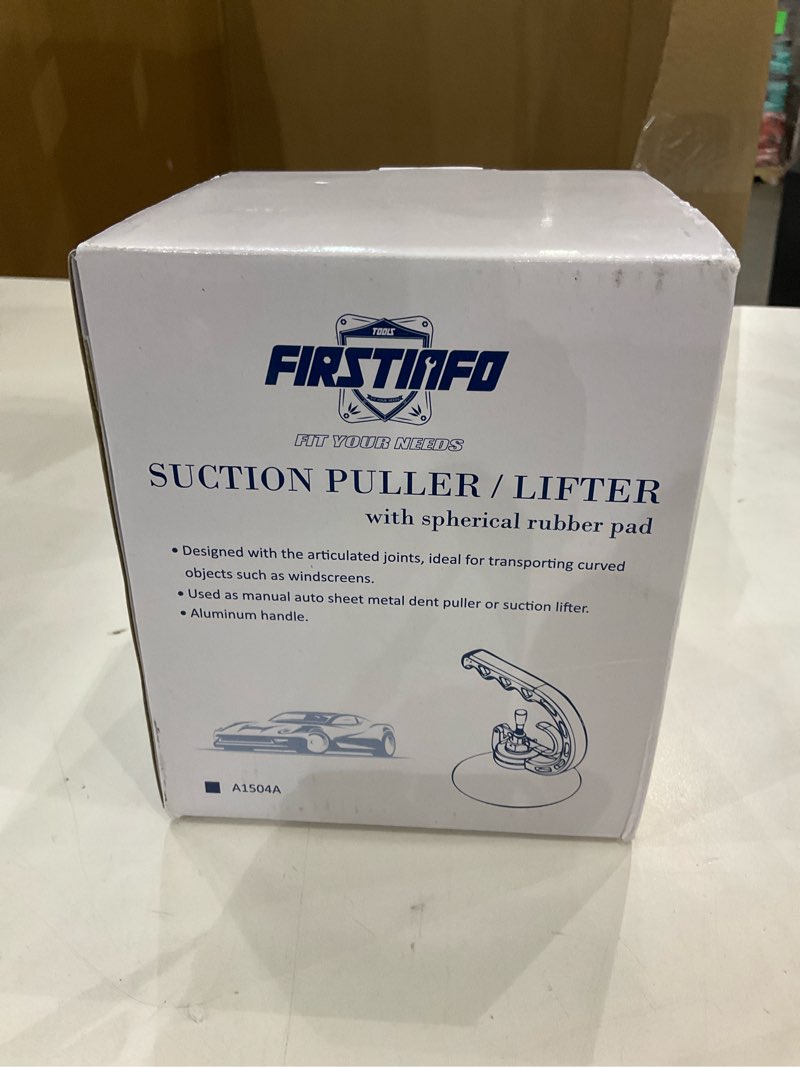 TOOLS
FIRSTINFO
FIT YOUR NEEDS
SUCTION PULLER / LIFTER
with spherical rubber pad
• Designed with the articulated joints, ideal for transporting curved
objects such as windscreens.
• Used as manual auto sheet metal dent puller or suction lifter.
• Aluminum handle.
A1504A